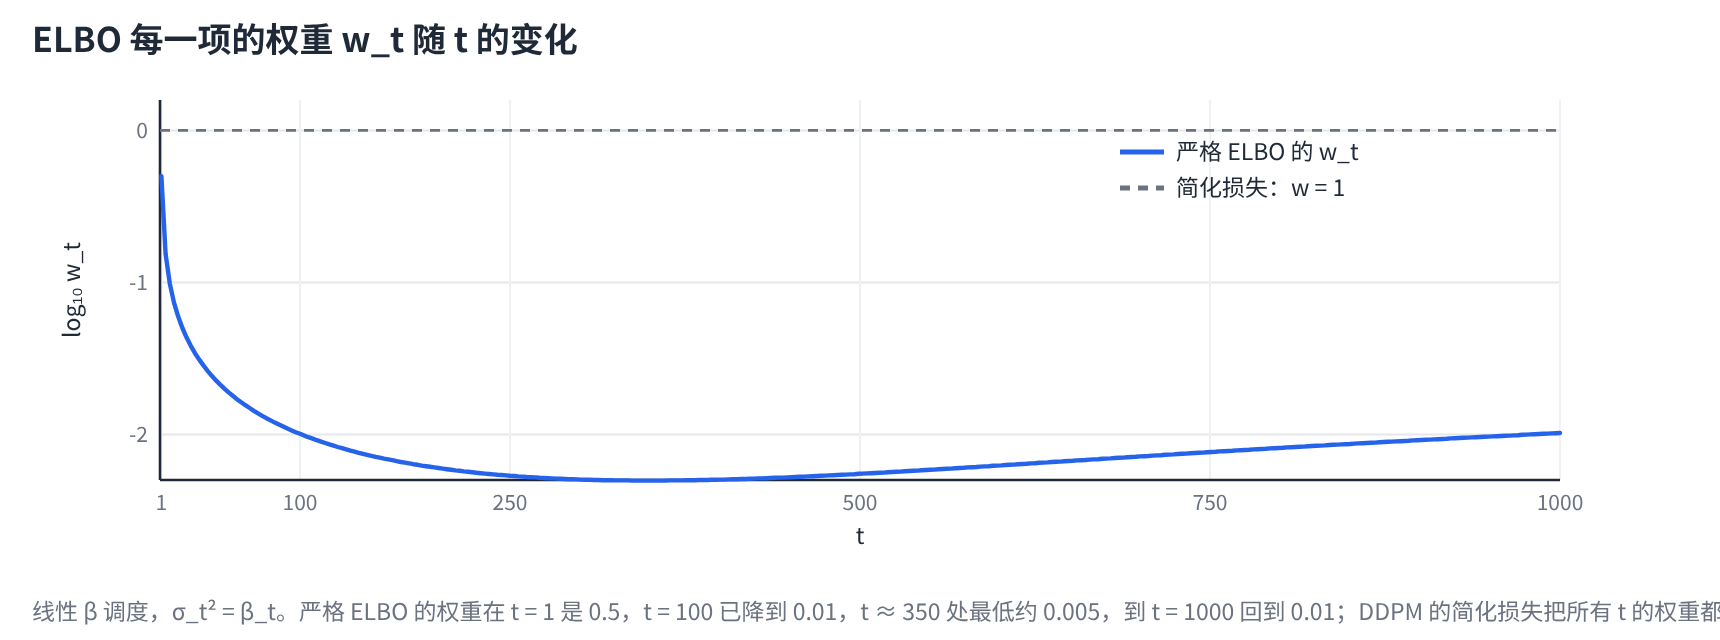 ELBO 每一项的权重 w_t 随 t 的变化
0
严格 ELBO 的 w_t
简化损失：w = 1
-1
log₁₀ w_t
-2
1 100 250 500 750 1000
t
线性 β 调度，σ_t² = β_t。严格 ELBO 的权重在 t = 1 是 0.5，t = 100 已降到 0.01，t ≈ 350 处最低约 0.005，到 t = 1000 回到 0.01；DDPM 的简化损失把所有 t 的权重都